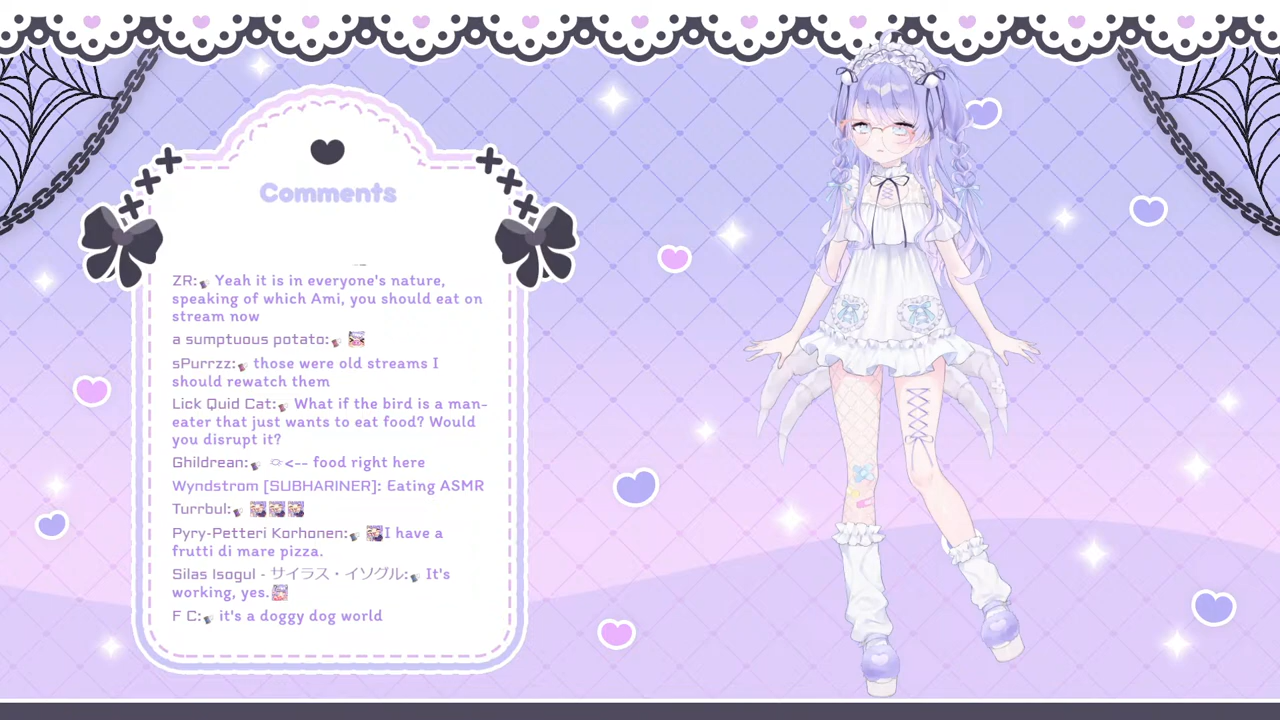 Comments
ZR: Yeah it is in everyone's nature,
speaking of which Ami, you should eat on
stream now
a sumptuous potato:
sPurrzz: those were old streams I
should rewatch them
Lick Quid Cat: What if the bird is a man-
eater that just wants to eat food? Would
you disrupt it?
Ghildrean: <-- food right here
Wyndstrom [SUBHARINER]: Eating ASMR
Turrbul:
Pyry-Petteri Korhonen: I have a
frutti di mare pizza.
Silas Isogul - サイラス・イソグル: It's
working, yes.
F C: it's a doggy dog world